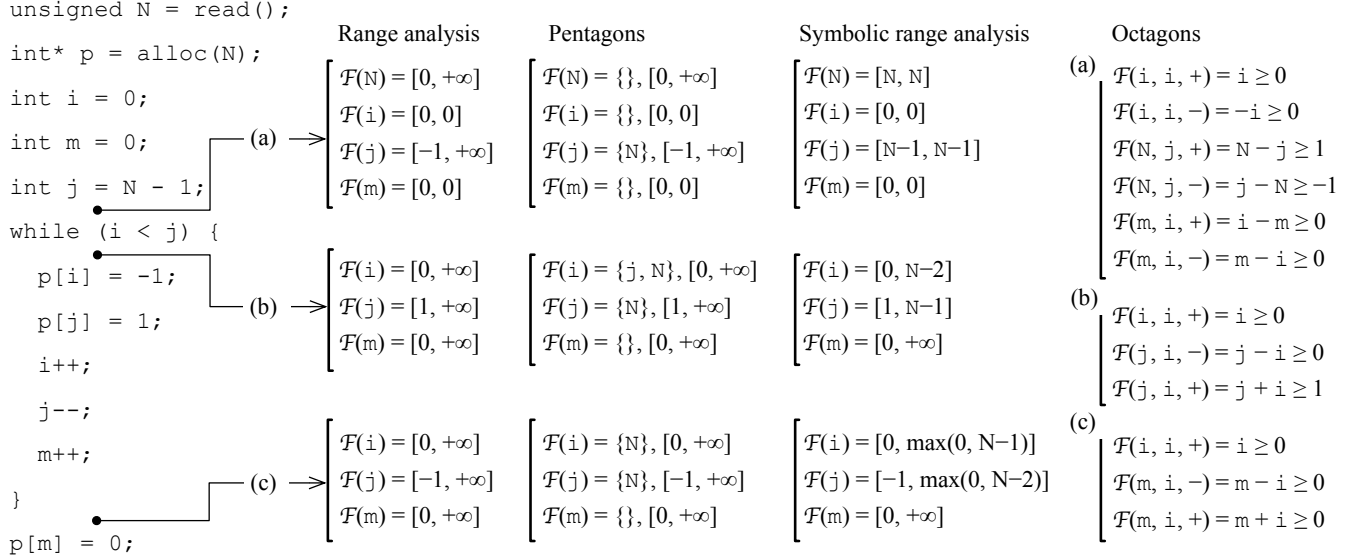 unsigned N = read();
int* p = alloc(N);
int i = 0;
int m = 0;
int j = N - 1;
while (i < j) {
p[i] = -1;
p[j] = 1;
i++;
j--;
m++;
}
p[m] = 0;
Range analysis
(a)
F(N) = [0, +∞]
F(i) = [0, 0]
F(j) = [−1, +∞]
F(m) = [0, 0]
(b)
F(i) = [0, +∞]
F(j) = [1, +∞]
F(m) = [0, +∞]
(c)
F(i) = [0, +∞]
F(j) = [−1, +∞]
F(m) = [0, +∞]
Pentagons
F(N) = {}, [0, +∞]
F(i) = {}, [0, 0]
F(j) = {N}, [−1, +∞]
F(m) = {}, [0, 0]
F(i) = {j, N}, [0, +∞]
F(j) = {N}, [1, +∞]
F(m) = {}, [0, +∞]
F(i) = {N}, [0, +∞]
F(j) = {N}, [−1, +∞]
F(m) = {}, [0, +∞]
Symbolic range analysis
F(N) = [N, N]
F(i) = [0, 0]
F(j) = [N−1, N−1]
F(m) = [0, 0]
F(i) = [0, N−2]
F(j) = [1, N−1]
F(m) = [0, +∞]
F(i) = [0, max(0, N−1)]
F(j) = [−1, max(0, N−2)]
F(m) = [0, +∞]
Octagons
(a)
F(i, i, +) = i ≥ 0
F(i, i, −) = −i ≥ 0
F(N, j, +) = N − j ≥ 1
F(N, j, −) = j − N ≥ −1
F(m, i, +) = i − m ≥ 0
F(m, i, −) = m − i ≥ 0
(b)
F(i, i, +) = i ≥ 0
F(j, i, −) = j − i ≥ 0
F(j, i, +) = j + i ≥ 1
(c)
F(i, i, +) = i ≥ 0
F(m, i, −) = m − i ≥ 0
F(m, i, +) = m + i ≥ 0